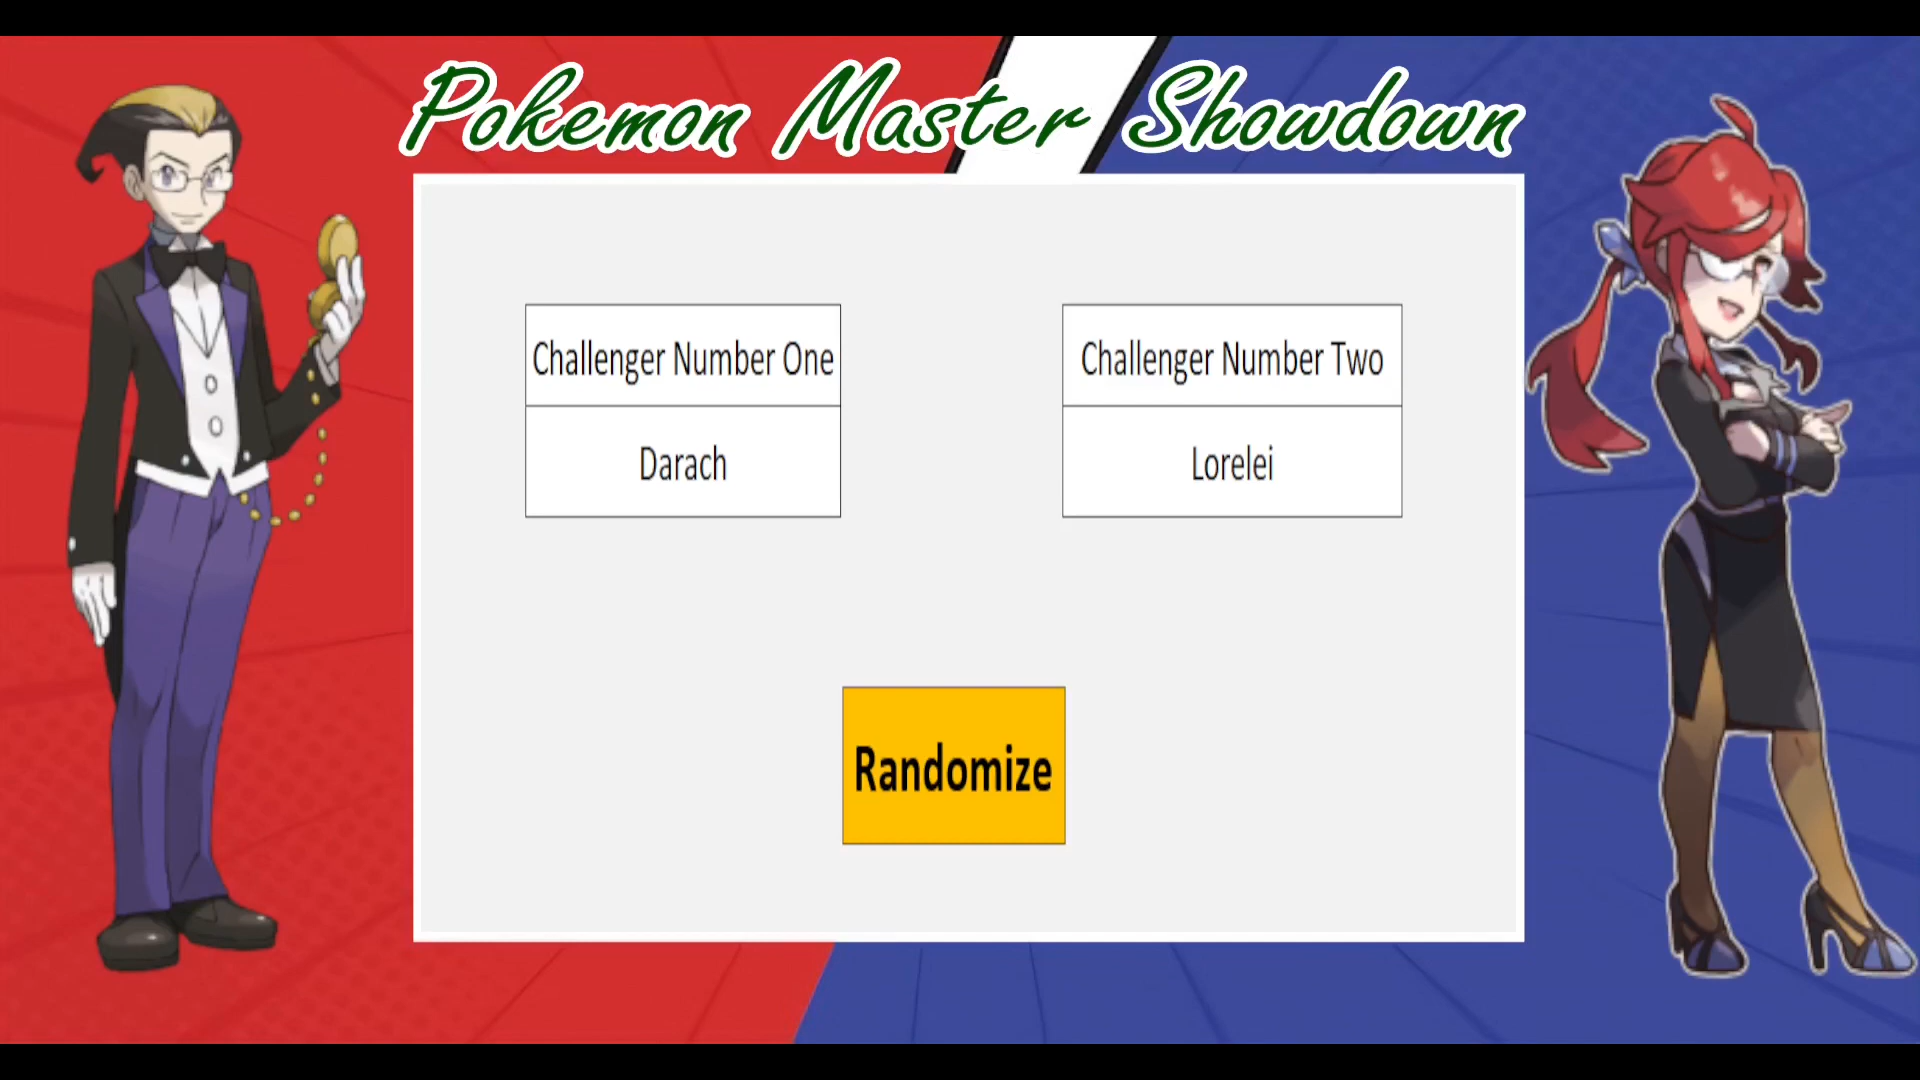 Pokemon Master Showdown
Challenger Number One
Challenger Number Two
Darach
Lorelei
Randomize